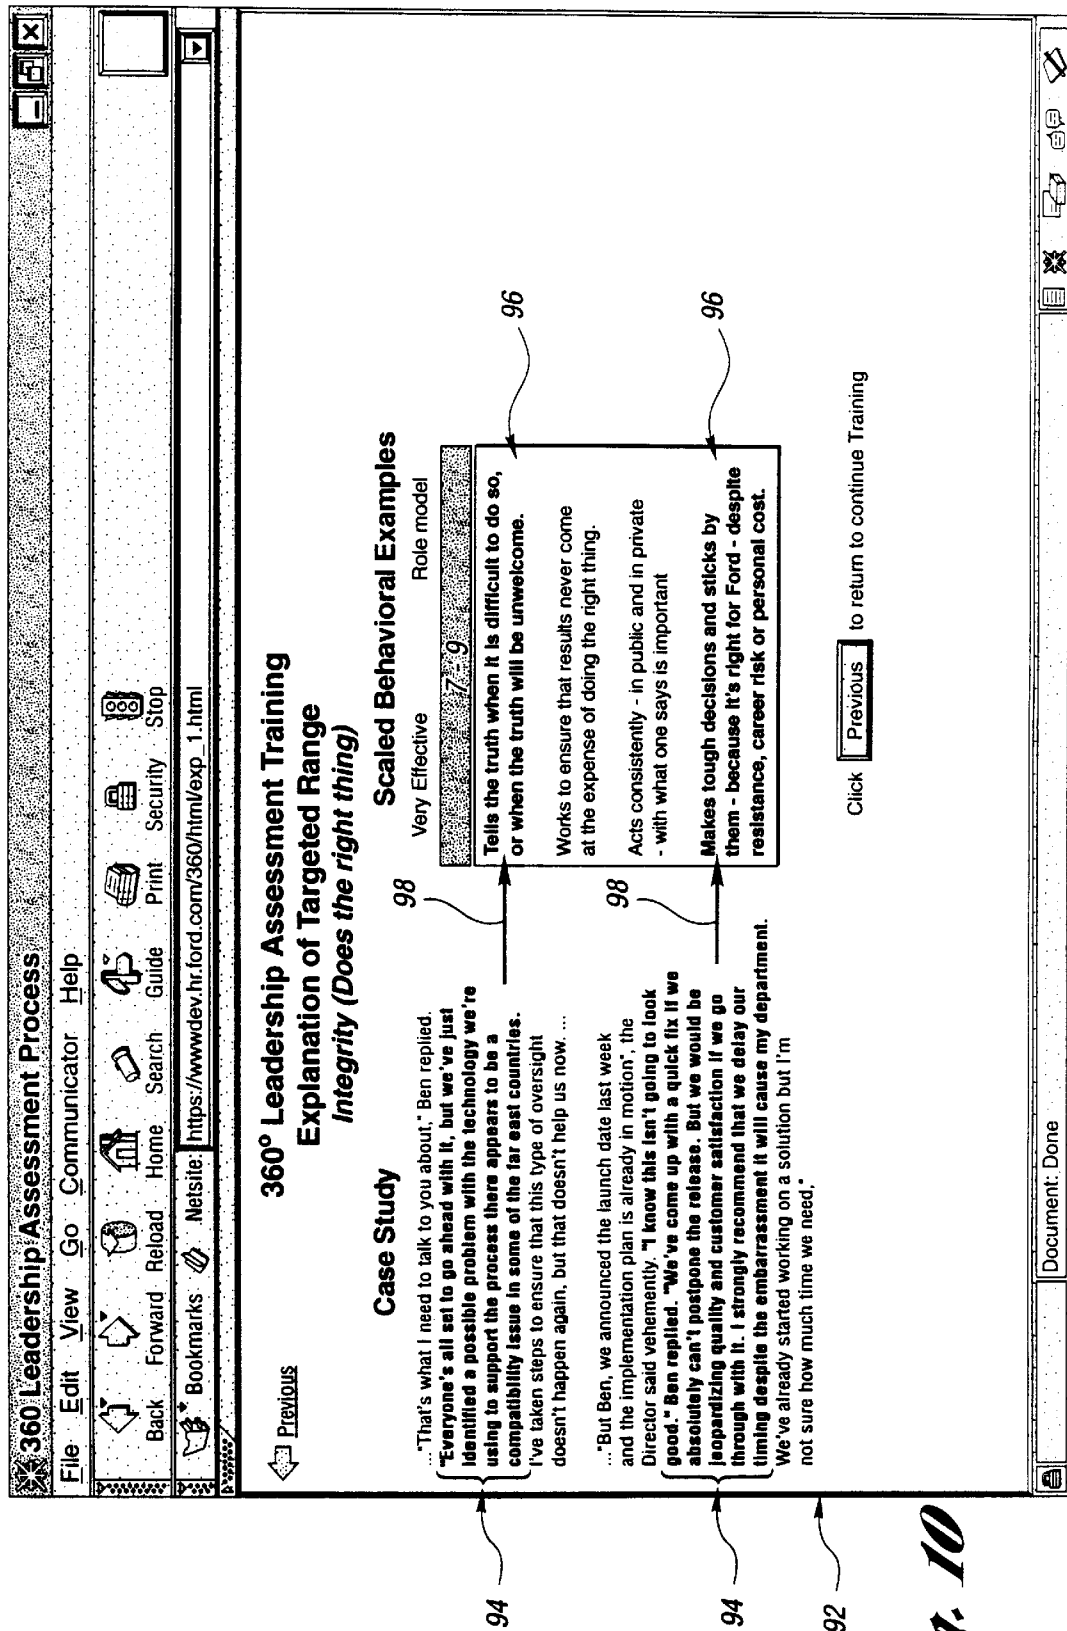 360 Leadership Assessment Process
File Edit View Go Communicator Help
Back Forward Reload Home Search Guide Print Security Stop
Bookmarks Netsite: https://wwwdev.hr.ford.com/360/html/exp_1.html
Previous
360° Leadership Assessment Training
Explanation of Targeted Range
Integrity (Does the right thing)
Case Study
..."That's what I need to talk to you about," Ben replied.
"Everyone's all set to go ahead with it, but we've just
identified a possible problem with the technology we're
using to support the process there appears to be a
compatibility issue in some of the far east countries.
I've taken steps to ensure that this type of oversight
doesn't happen again, but that doesn't help us now. ...
..."But Ben, we announced the launch date last week
and the implementation plan is already in motion", the
Director said vehemently. "I know this isn't going to look
good." Ben replied. "We've come up with a quick fix if we
absolutely can't postpone the release. But we would be
jeopardizing quality and customer satisfaction if we go
through with it. I strongly recommend that we delay our
timing despite the embarrassment it will cause my department.
We've already started working on a solution but I'm
not sure how much time we need,"
Scaled Behavioral Examples
Very Effective Role model
7 - 9
Tells the truth when it is difficult to do so,
or when the truth will be unwelcome.
Works to ensure that results never come
at the expense of doing the right thing.
Acts consistently - in public and in private
- with what one says is important
Makes tough decisions and sticks by
them - because it's right for Ford - despite
resistance, career risk or personal cost.
Click Previous to return to continue Training
Document: Done
94
94
92
98
98
96
96
10